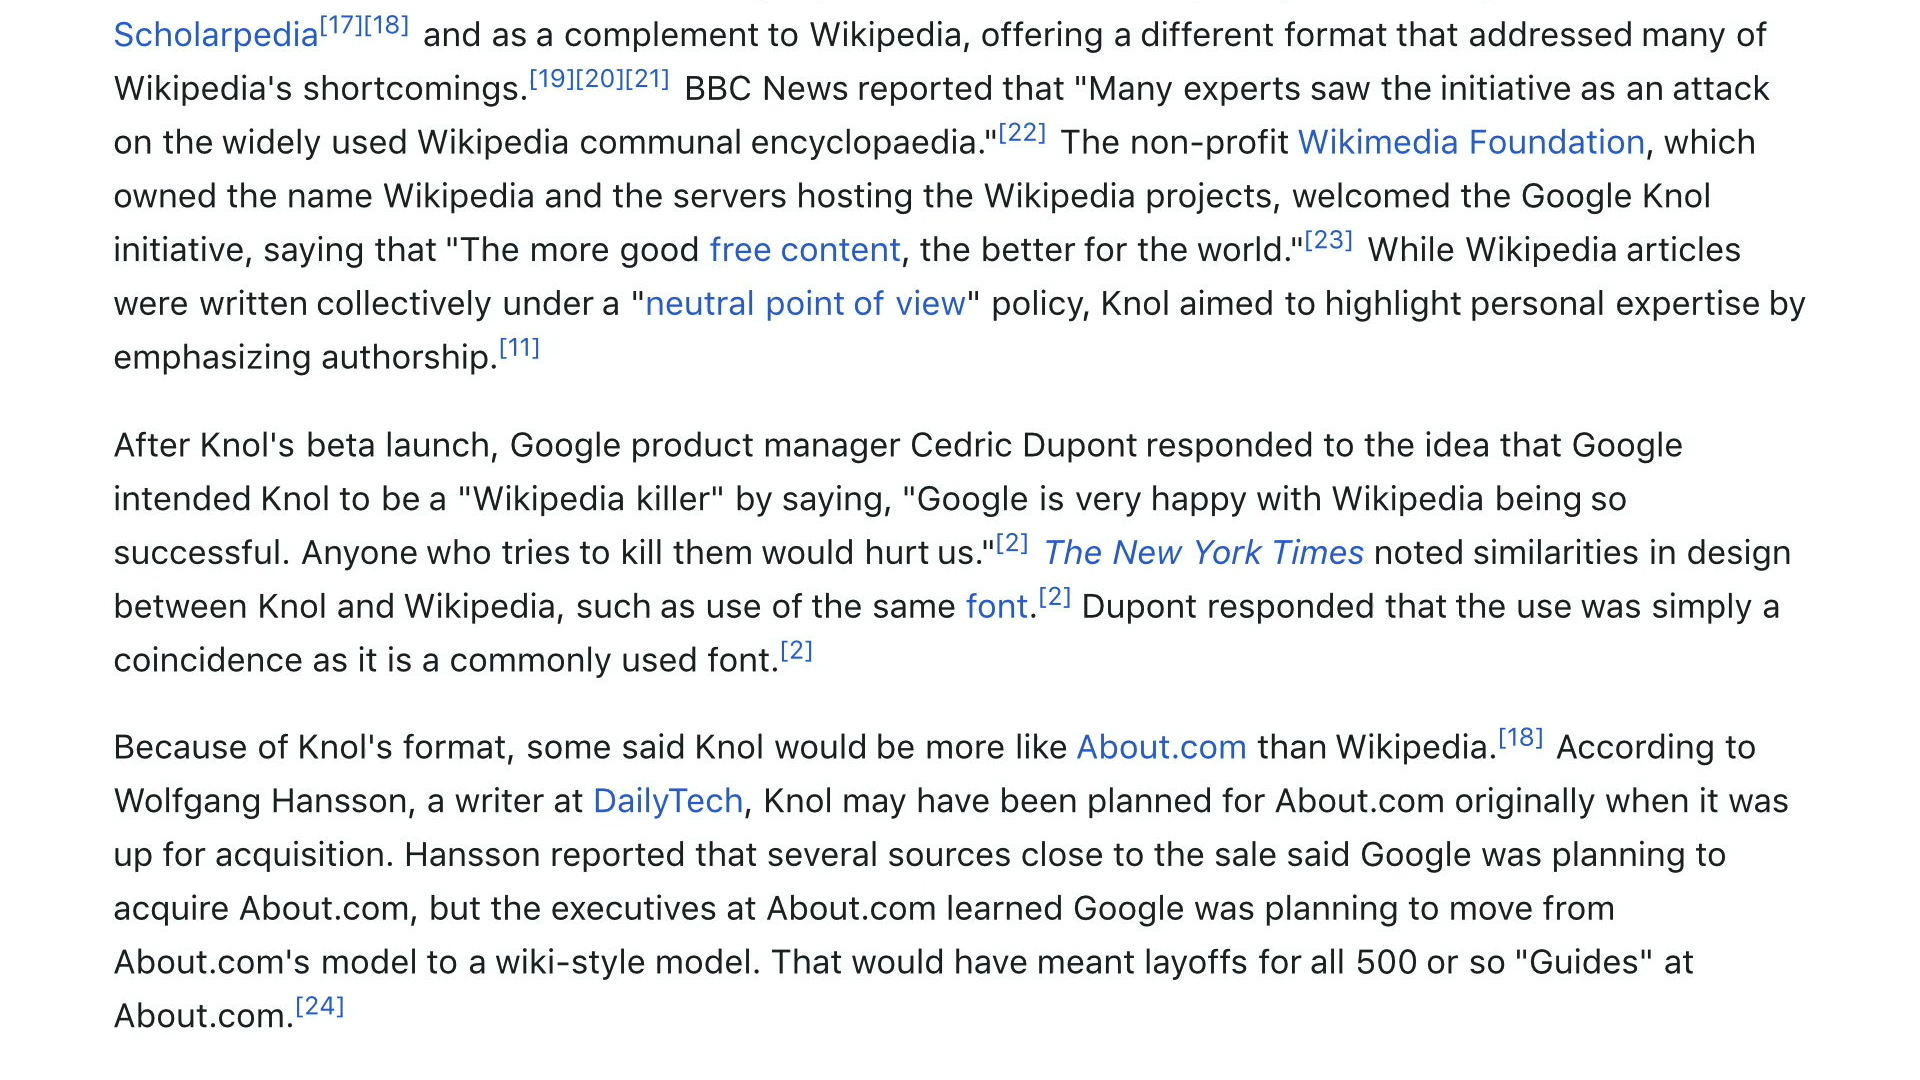 Scholarpedia[17][18] and as a complement to Wikipedia, offering a different format that addressed many of
Wikipedia's shortcomings.[19][20][21] BBC News reported that "Many experts saw the initiative as an attack
on the widely used Wikipedia communal encyclopaedia."[22] The non-profit Wikimedia Foundation, which
owned the name Wikipedia and the servers hosting the Wikipedia projects, welcomed the Google Knol
initiative, saying that "The more good free content, the better for the world."[23] While Wikipedia articles
were written collectively under a "neutral point of view" policy, Knol aimed to highlight personal expertise by
emphasizing authorship.[11]
After Knol's beta launch, Google product manager Cedric Dupont responded to the idea that Google
intended Knol to be a "Wikipedia killer" by saying, "Google is very happy with Wikipedia being so
successful. Anyone who tries to kill them would hurt us."[2] The New York Times noted similarities in design
between Knol and Wikipedia, such as use of the same font.[2] Dupont responded that the use was simply a
coincidence as it is a commonly used font.[2]
Because of Knol's format, some said Knol would be more like About.com than Wikipedia.[18] According to
Wolfgang Hansson, a writer at DailyTech, Knol may have been planned for About.com originally when it was
up for acquisition. Hansson reported that several sources close to the sale said Google was planning to
acquire About.com, but the executives at About.com learned Google was planning to move from
About.com's model to a wiki-style model. That would have meant layoffs for all 500 or so "Guides" at
About.com.[24]